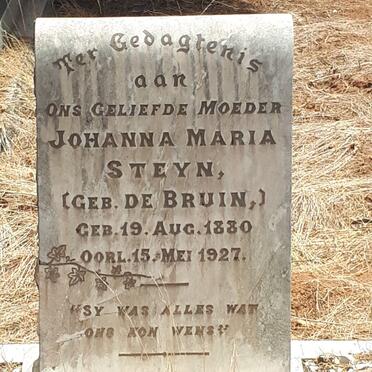 Ter Gedagtenis
aan
Ons Geliefde Moeder
Johanna Maria
Steyn,
(Geb. de Bruin,)
Geb. 19. Aug. 1880
Oorl. 15. Mei 1927.
"Sy was alles wat
ons kon wens"